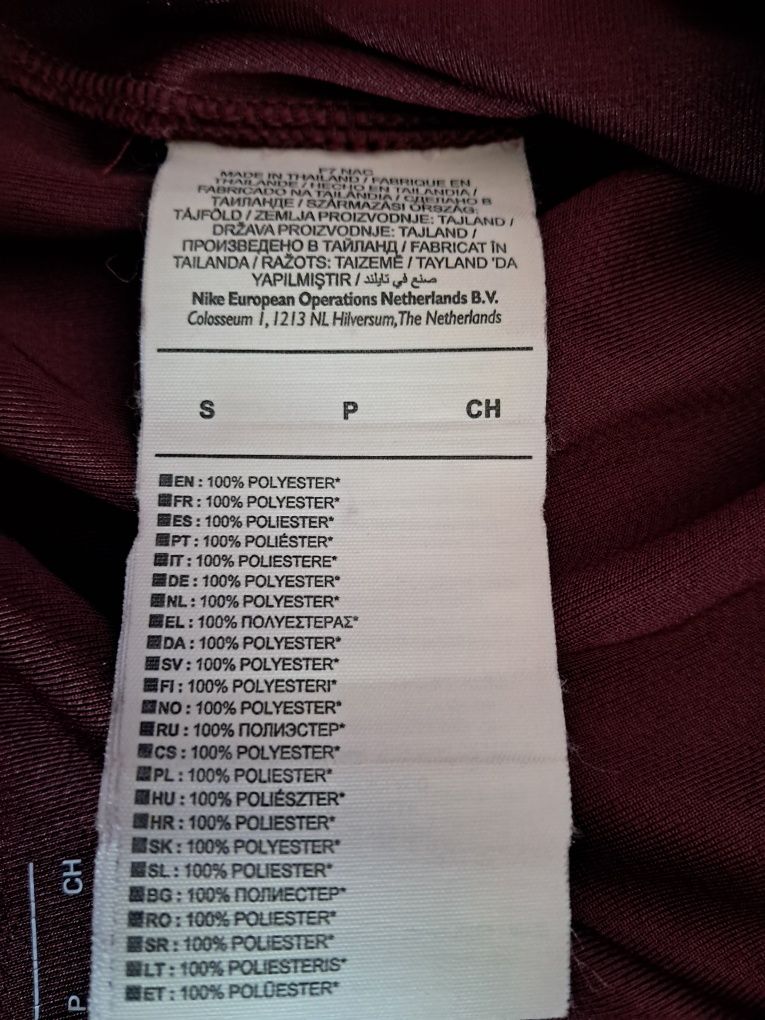 F7 NAC
MADE IN THAILAND / FABRIQUE EN
THAILANDE / HECHO EN TAILANDIA /
FABRICADO NA TAILÂNDIA / СДЕЛАНО В
ТАИЛАНДЕ / SZÁRMAZÁSI ORSZÁG:
TÁJFÖLD / ZEMLJA PROIZVODNJE: TAJLAND /
DRŽAVA PROIZVODNJE: TAJLAND /
ПРОИЗВЕДЕНО В ТАЙЛАНД / FABRICAT ÎN
TAILANDA / RAŽOTS: TAIZEMĒ / TAYLAND 'DA
YAPILMIŞTIR / صنع في تايلند
Nike European Operations Netherlands B.V.
Colosseum 1, 1213 NL Hilversum, The Netherlands
S P CH
EN : 100% POLYESTER*
FR : 100% POLYESTER*
ES : 100% POLIESTER*
PT : 100% POLIÉSTER*
IT : 100% POLIESTERE*
DE : 100% POLYESTER*
NL : 100% POLYESTER*
EL : 100% ΠΟΛΥΕΣΤΕΡΑΣ*
DA : 100% POLYESTER*
SV : 100% POLYESTER*
FI : 100% POLYESTERI*
NO : 100% POLYESTER*
RU : 100% ПОЛИЭСТЕР*
CS : 100% POLYESTER*
PL : 100% POLIESTER*
HU : 100% POLIÉSZTER*
HR : 100% POLIESTER*
SK : 100% POLYESTER*
SL : 100% POLIESTER*
BG : 100% ПОЛИЕСТЕР*
RO : 100% POLIESTER*
SR : 100% POLIESTER*
LT : 100% POLIESTERIS*
ET : 100% POLÜESTER*
P CH